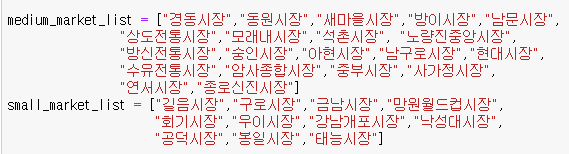 medium_market_list = ["경동시장","동원시장","새마을시장","방이시장","남문시장",
"상도전통시장","모래내시장","석촌시장", "노량진중앙시장",
"방신전통시장","숭인시장","아현시장","남구로시장","현대시장",
"수유전통시장","암사종합시장","중부시장","사가정시장",
"연서시장","종로신진시장"]
small_market_list = ["길음시장","구로시장","금남시장","망원월드컵시장",
"회기시장","우이시장","강남개포시장","낙성대시장",
"공덕시장","봉일시장","태능시장"]